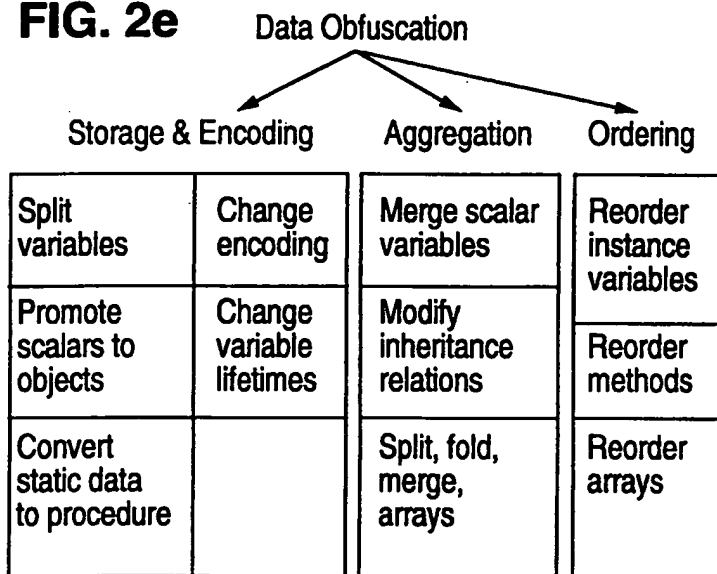 FIG. 2e
Data Obfuscation
Storage & Encoding
Aggregation
Ordering
Split
variables
Change
encoding
Merge scalar
variables
Reorder
instance
variables
Promote
scalars to
objects
Change
variable
lifetimes
Modify
inheritance
relations
Reorder
methods
Convert
static data
to procedure
Split, fold,
merge,
arrays
Reorder
arrays